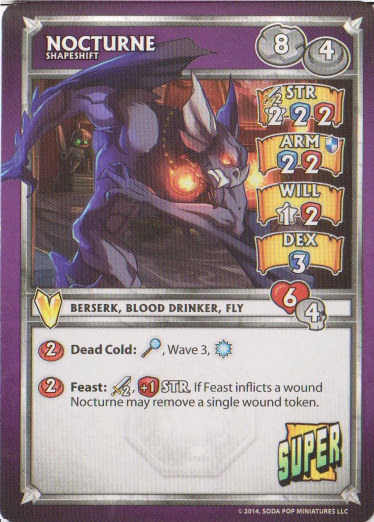 NOCTURNE
SHAPESHIFT
8
4
STR
2 2 2 2
ARM
2 2
WILL
1 2
DEX
3
6
4
BERSERK, BLOOD DRINKER, FLY
2 Dead Cold: , Wave 3,
2 Feast: , +1 STR. If Feast inflicts a wound
Nocturne may remove a single wound token.
SUPER
© 2014, SODA POP MINIATURES LLC